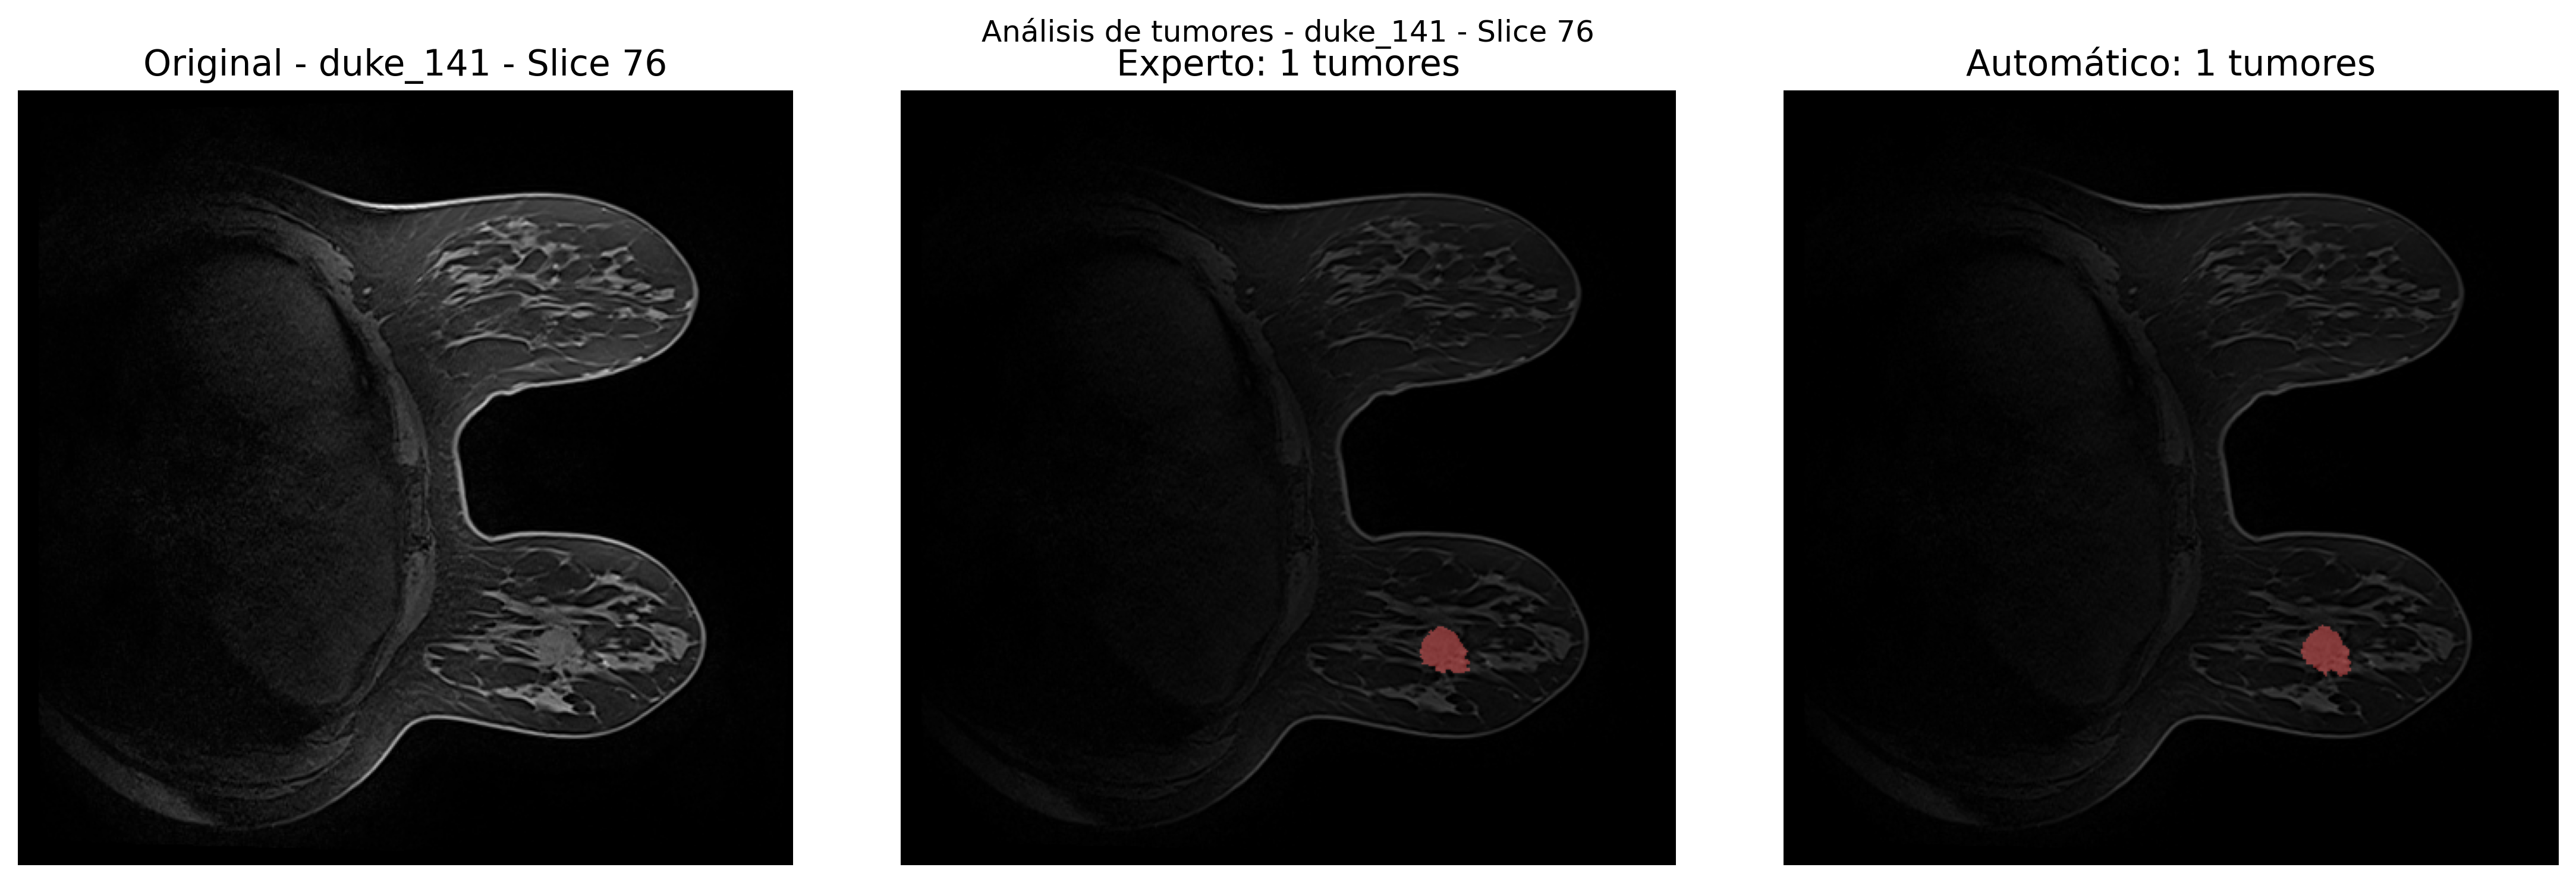 Análisis de tumores - duke_141 - Slice 76
Original - duke_141 - Slice 76
Experto: 1 tumores
Automático: 1 tumores